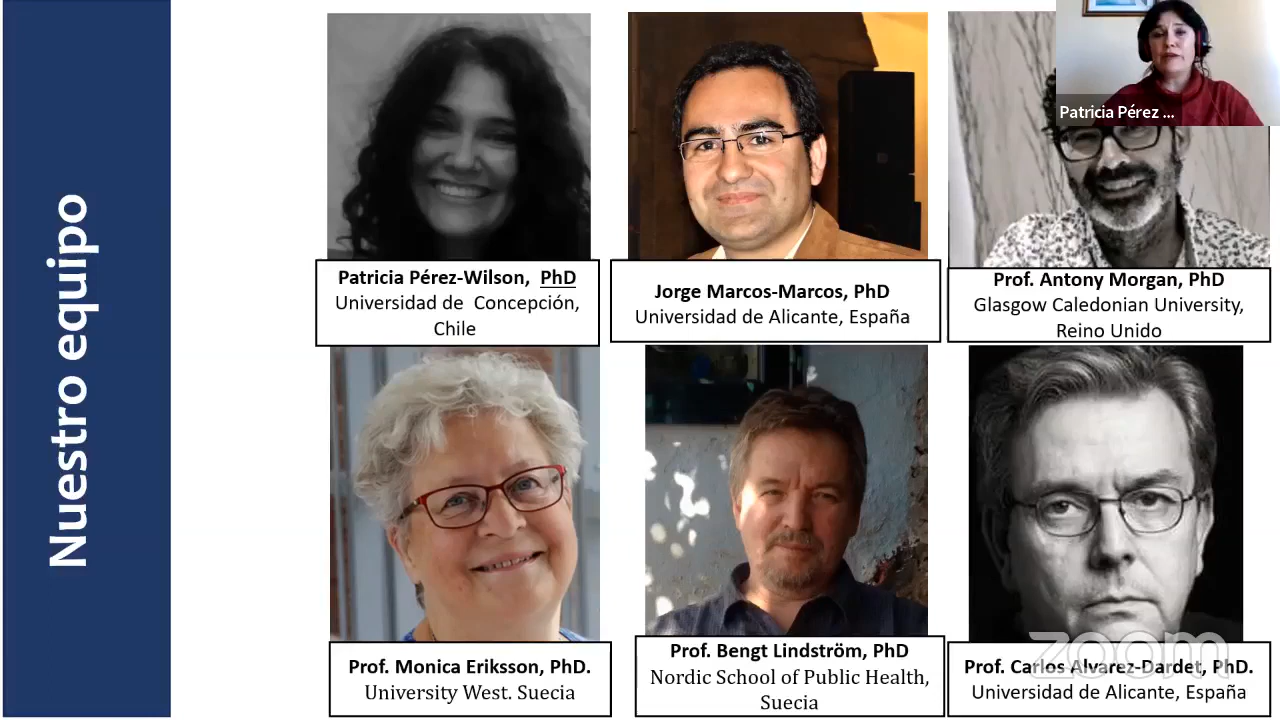 Nuestro equipo
Patricia Pérez ...
Patricia Pérez-Wilson, PhD
Universidad de Concepción,
Chile
Jorge Marcos-Marcos, PhD
Universidad de Alicante, España
Prof. Antony Morgan, PhD
Glasgow Caledonian University,
Reino Unido
Prof. Monica Eriksson, PhD.
University West. Suecia
Prof. Bengt Lindström, PhD
Nordic School of Public Health,
Suecia
Prof. Carlos Alvarez-Dardet, PhD.
Universidad de Alicante, España
zoom